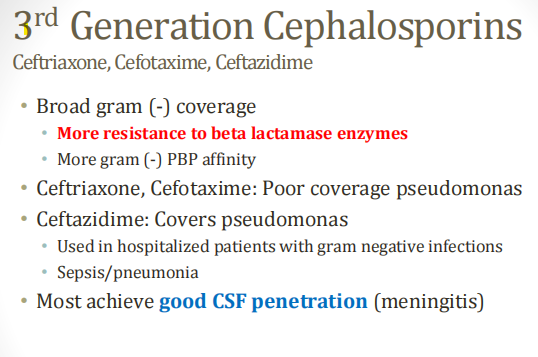 3rd Generation Cephalosporins
Ceftriaxone, Cefotaxime, Ceftazidime
• Broad gram (-) coverage
• More resistance to beta lactamase enzymes
• More gram (-) PBP affinity
• Ceftriaxone, Cefotaxime: Poor coverage pseudomonas
• Ceftazidime: Covers pseudomonas
• Used in hospitalized patients with gram negative infections
• Sepsis/pneumonia
• Most achieve good CSF penetration (meningitis)